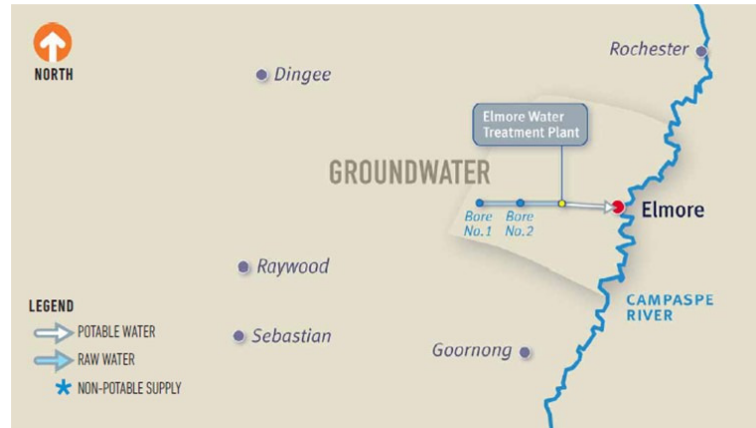 NORTH
Dingee
Rochester
Elmore Water
Treatment Plant
GROUNDWATER
Bore
No.1
Bore
No.2
Elmore
Raywood
CAMPASPE
RIVER
Sebastian
Goornong
LEGEND
POTABLE WATER
RAW WATER
NON-POTABLE SUPPLY